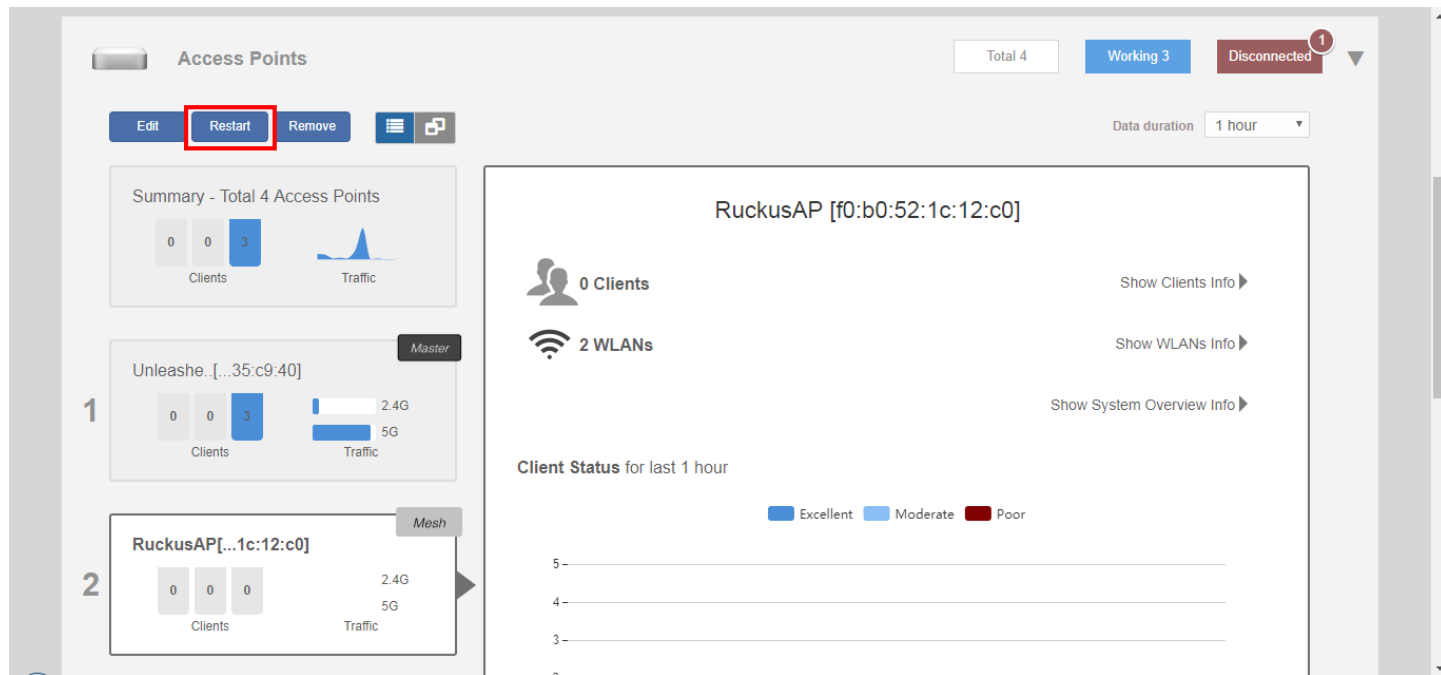 Access Points
Total 4
Working 3
Disconnected
1
Edit
Restart
Remove
Data duration
1 hour
Summary - Total 4 Access Points
0 0 3
Clients
Traffic
1
Master
Unleashe..[...35:c9:40]
0 0 3
2.4G
5G
Clients
Traffic
2
Mesh
RuckusAP[...1c:12:c0]
0 0 0
2.4G
5G
Clients
Traffic
RuckusAP [f0:b0:52:1c:12:c0]
0 Clients
Show Clients Info
2 WLANs
Show WLANs Info
Show System Overview Info
Client Status for last 1 hour
Excellent Moderate Poor
5
4
3